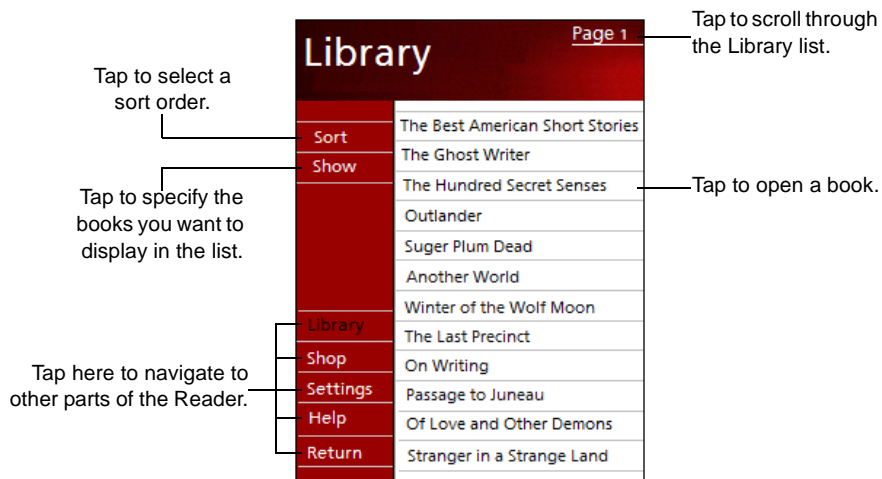 Library
Page 1
Tap to scroll through
the Library list.
Tap to select a
sort order.
Sort
Show
Tap to specify the
books you want to
display in the list.
The Best American Short Stories
The Ghost Writer
The Hundred Secret Senses
Tap to open a book.
Outlander
Suger Plum Dead
Another World
Winter of the Wolf Moon
The Last Precinct
On Writing
Passage to Juneau
Of Love and Other Demons
Stranger in a Strange Land
Library
Shop
Settings
Help
Return
Tap here to navigate to
other parts of the Reader.